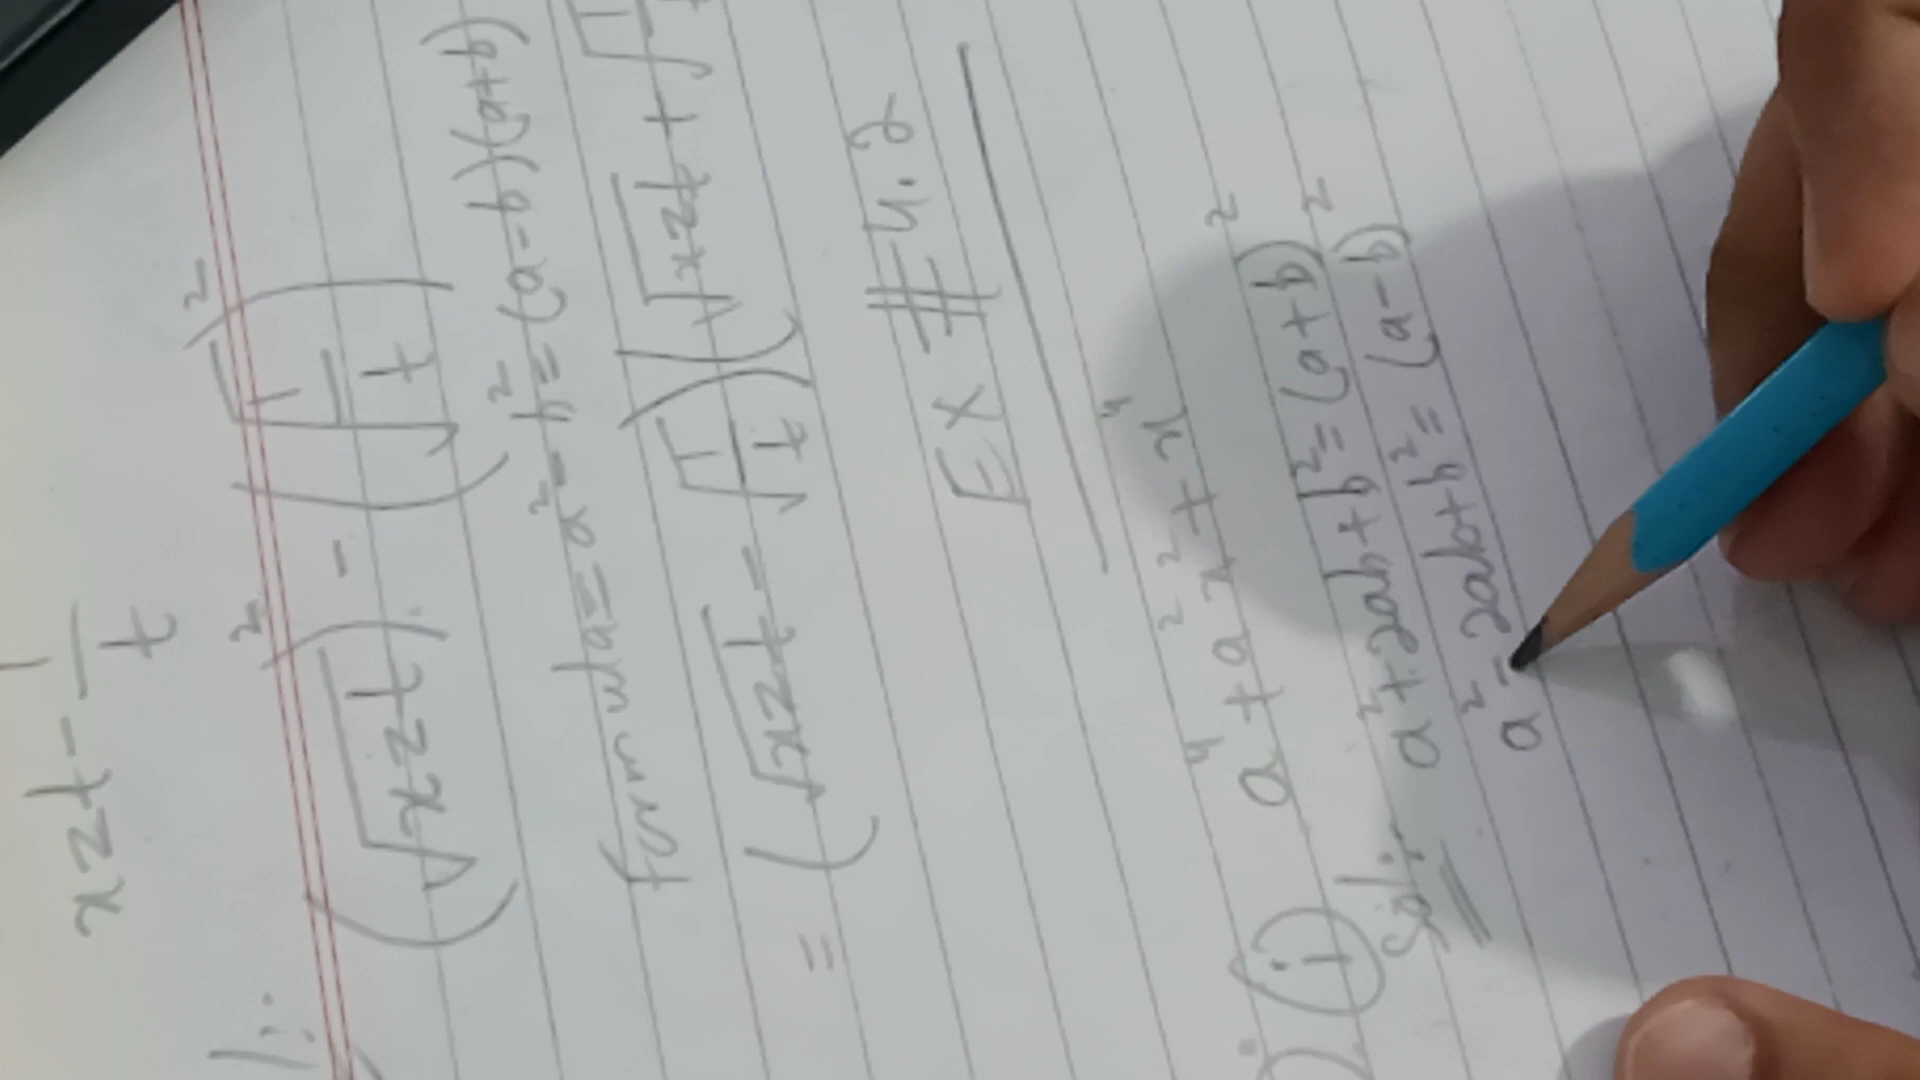 xzt - 1/t
l:
(√xzt)² - (√1/t)²
formula = a² - b² = (a-b)(a+b)
= (√xzt - √1/t)(√xzt + √1
EX # 4.2
(i) a⁴ + a²x² + x⁴
Sol: a² + 2ab + b² = (a+b)²
a² - 2ab + b² = (a-b)²